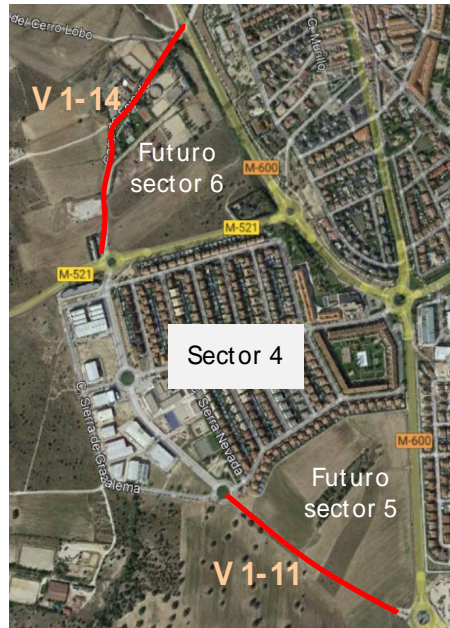 del Cerro Lobo
C. Murillo
V 1-14
Futuro
sector 6
M-600
M-521
M-521
Sector 4
C. Sierra de Grazalema
Sierra Nevada
M-600
Futuro
sector 5
V 1-11